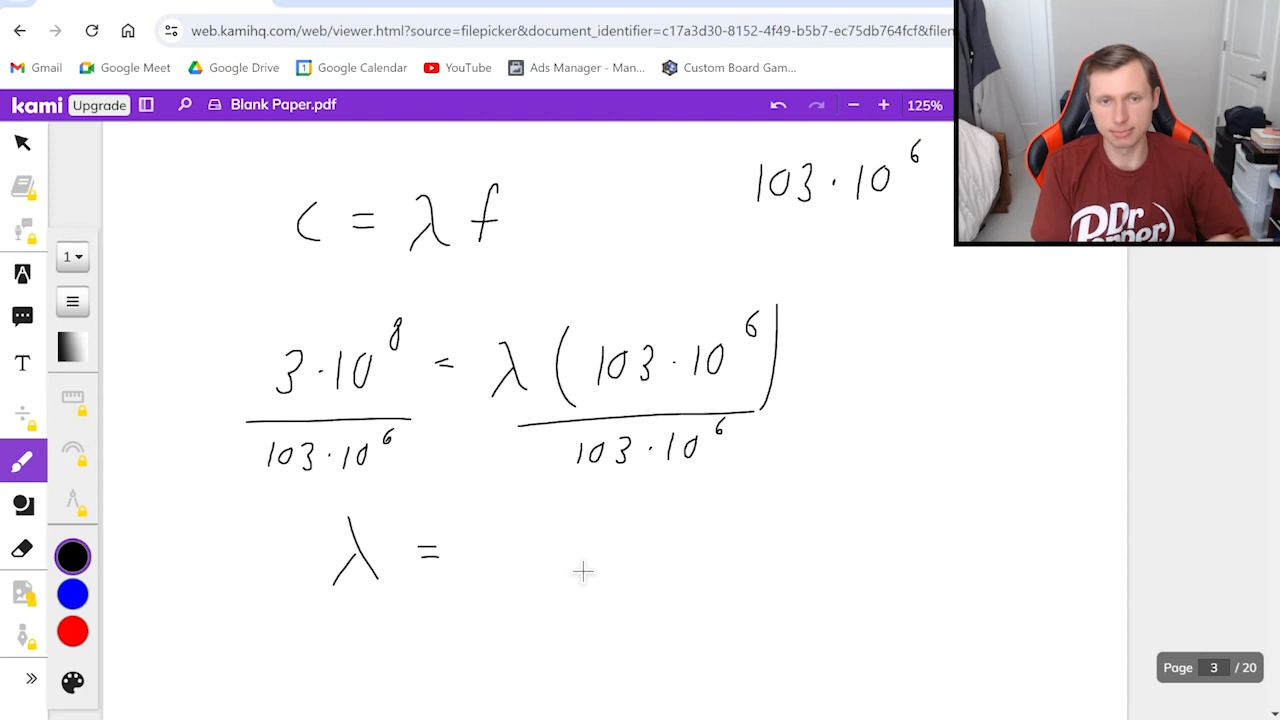 web.kamihq.com/web/viewer.html?source=filepicker&document_identifier=c17a3d30-8152-4f49-b5b7-ec75db764fcf&filen
Gmail Google Meet Google Drive Google Calendar YouTube Ads Manager - Man... Custom Board Gam...
kami Upgrade Blank Paper.pdf 125%
103 · 10^6
c = λ f
3 · 10^8 = λ (103 · 10^6)
103 · 10^6 103 · 10^6
λ =
1
T
Dr Pepper
Page 3 / 20